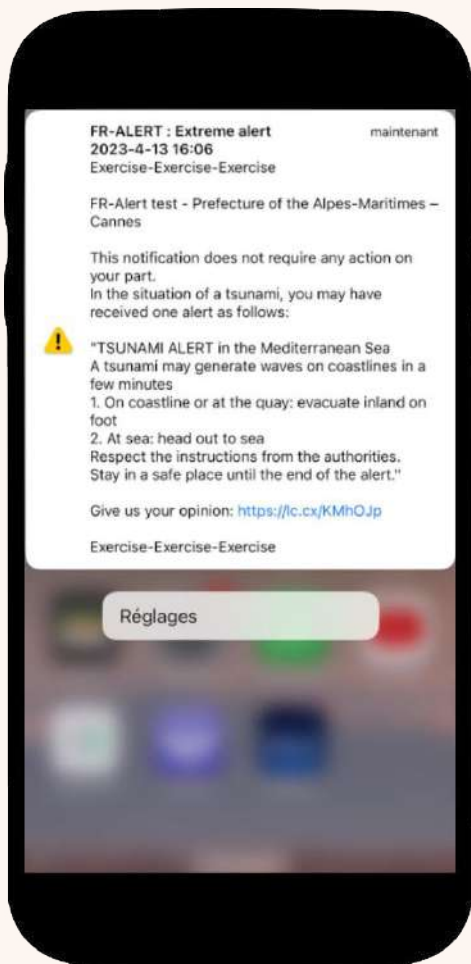 FR-ALERT : Extreme alert maintenant
2023-4-13 16:06
Exercise-Exercise-Exercise
FR-Alert test - Prefecture of the Alpes-Maritimes –
Cannes
This notification does not require any action on
your part.
In the situation of a tsunami, you may have
received one alert as follows:
"TSUNAMI ALERT in the Mediterranean Sea
A tsunami may generate waves on coastlines in a
few minutes
1. On coastline or at the quay: evacuate inland on
foot
2. At sea: head out to sea
Respect the instructions from the authorities.
Stay in a safe place until the end of the alert."
Give us your opinion: https://lc.cx/KMhOJp
Exercise-Exercise-Exercise
Réglages